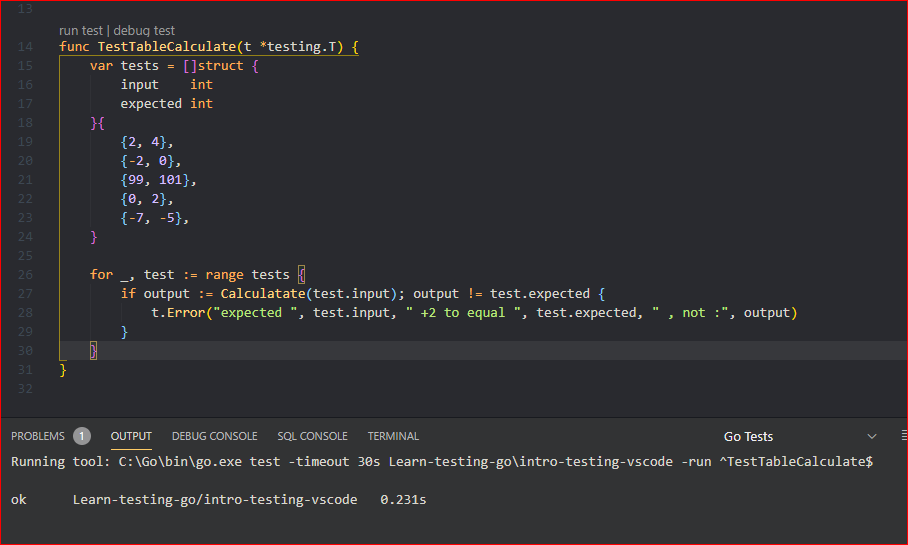 13
run test | debug test
14 func TestTableCalculate(t *testing.T) {
15 var tests = []struct {
16 input    int
17 expected int
18 }{
19 {2, 4},
20 {-2, 0},
21 {99, 101},
22 {0, 2},
23 {-7, -5},
24 }
25
26 for _, test := range tests {
27 if output := Calculatate(test.input); output != test.expected {
28 t.Error("expected ", test.input, " +2 to equal ", test.expected, " , not :", output)
29 }
30 }
31 }
32
PROBLEMS 1 OUTPUT DEBUG CONSOLE SQL CONSOLE TERMINAL Go Tests
Running tool: C:\Go\bin\go.exe test -timeout 30s Learn-testing-go\intro-testing-vscode -run ^TestTableCalculate$
ok      Learn-testing-go/intro-testing-vscode   0.231s